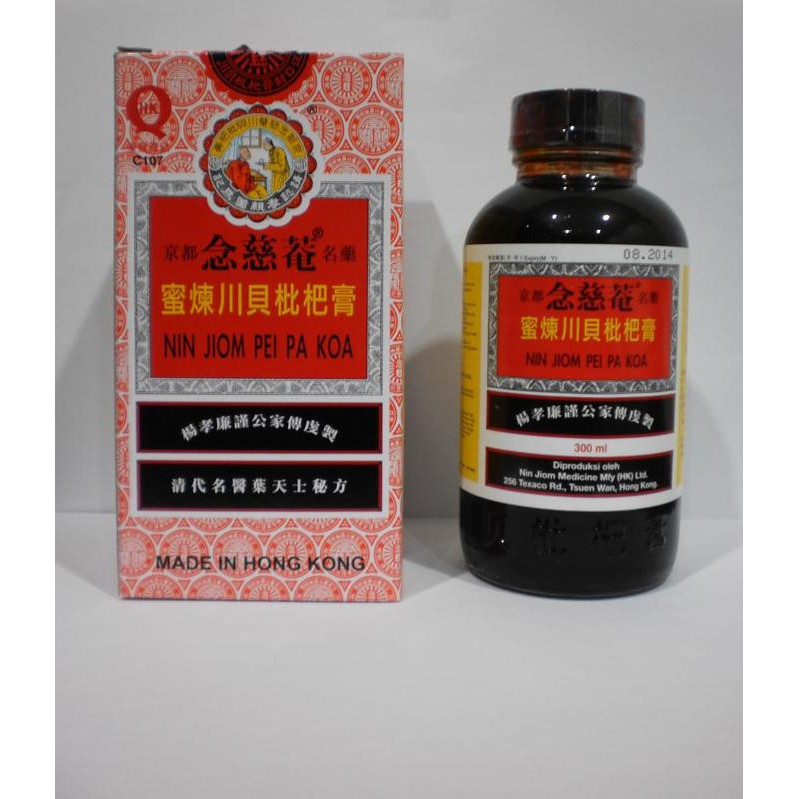 Q
HK
C107
®
京都 念慈菴® 名藥
蜜煉川貝枇杷膏
NIN JIOM PEI PA KOA
楊孝廉謹公家傳虔製
清代名醫葉天士秘方
MADE IN HONG KONG
08.2014
京都 念慈菴® 名藥
蜜煉川貝枇杷膏
NIN JIOM PEI PA KOA
楊孝廉謹公家傳虔製
300 ml
Diproduksi oleh
Nin Jiom Medicine Mfy (HK) Ltd.
256 Texaco Rd., Tsuen Wan, Hong Kong.
枇杷膏